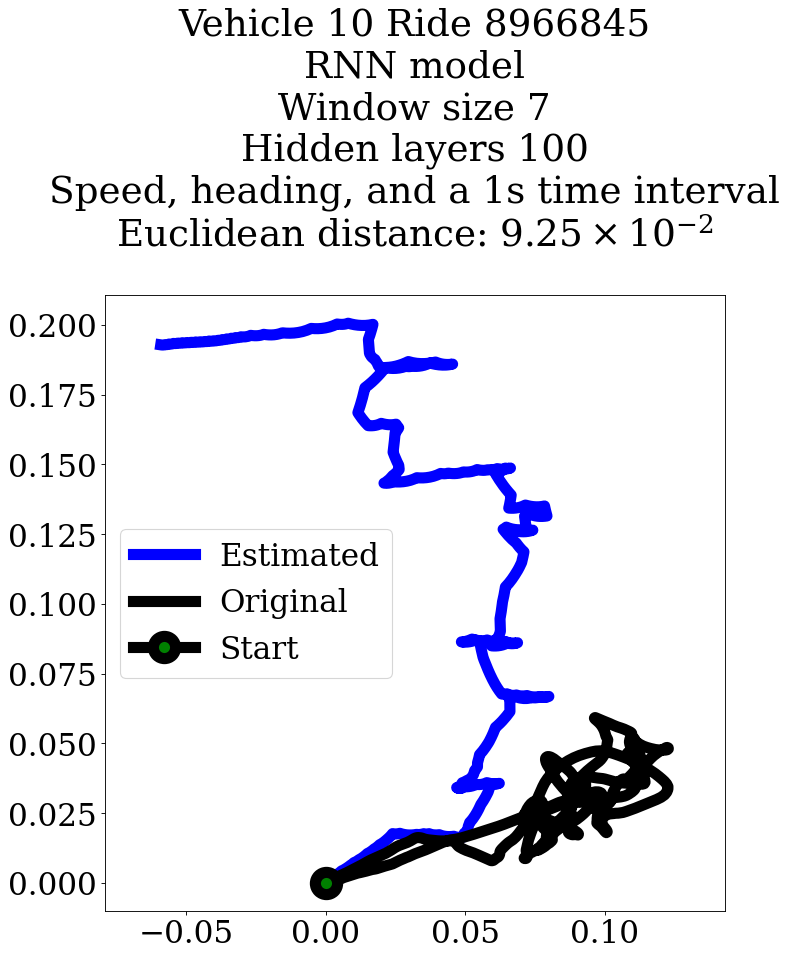 Vehicle 10 Ride 8966845
RNN model
Window size 7
Hidden layers 100
Speed, heading, and a 1s time interval
Euclidean distance: 9.25 × 10⁻²
0.200
0.175
0.150
0.125
0.100
0.075
0.050
0.025
0.000
Estimated
Original
Start
−0.05
0.00
0.05
0.10